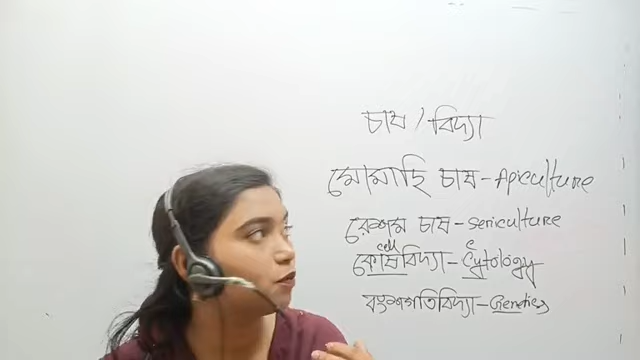 চাষ / বিদ্যা
মোমাছি চাষ - Apiculture
রেশম চাষ - Sericulture
cell
কোষবিদ্যা - Cytology
বংশগতিবিদ্যা - Genetics